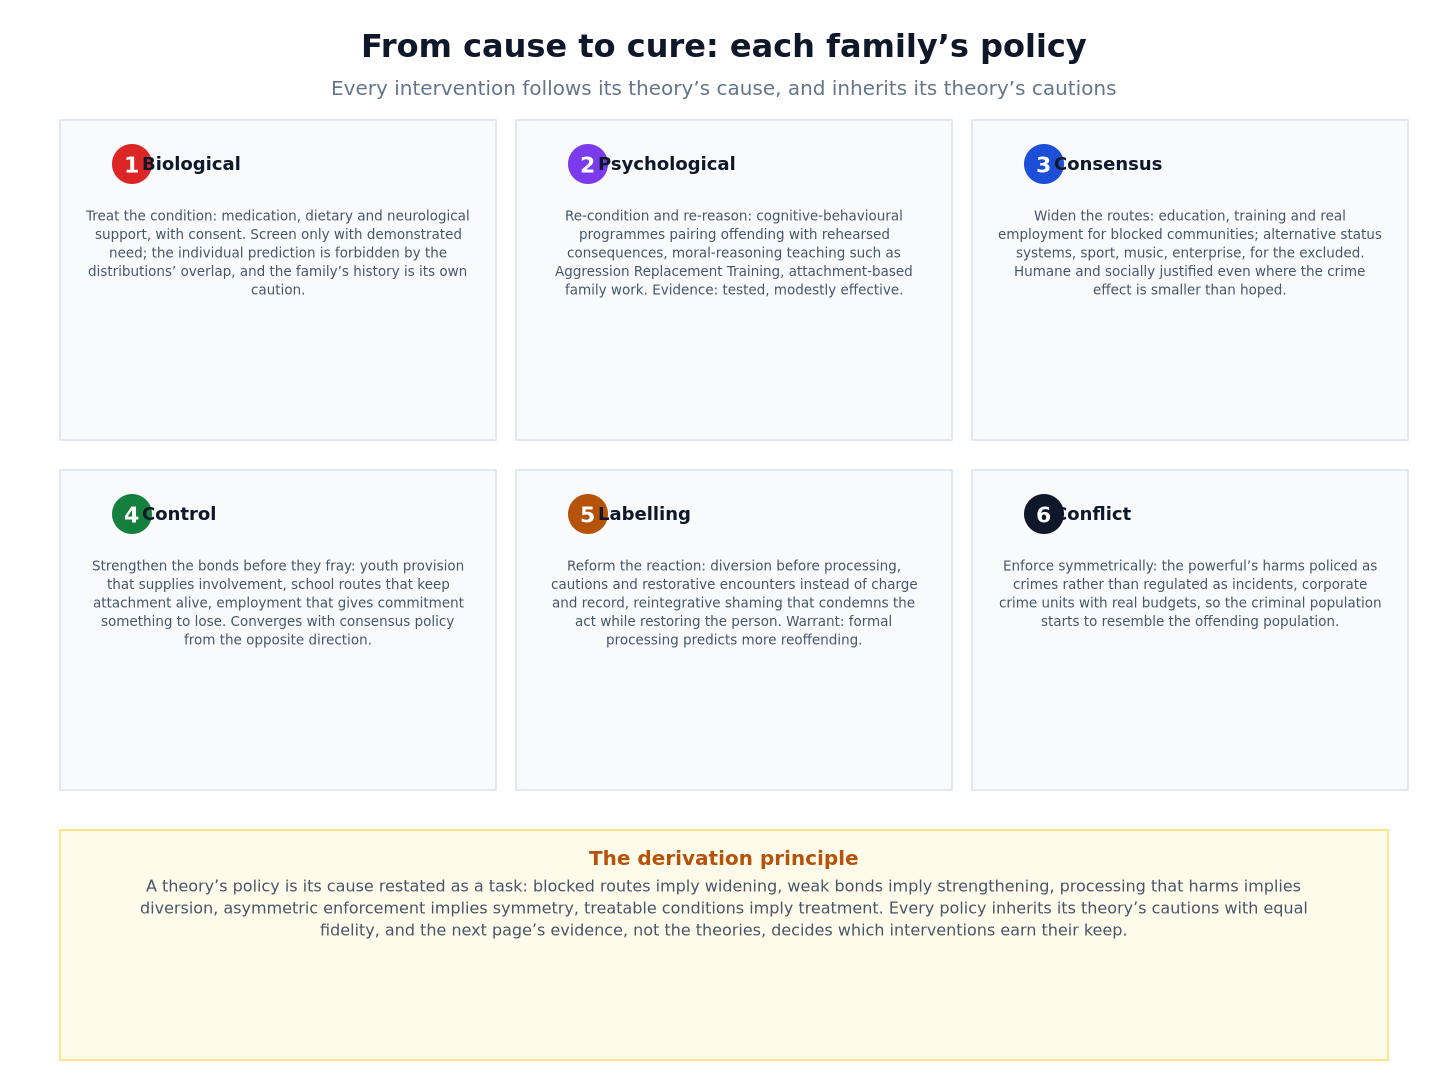 From cause to cure: each family’s policy
Every intervention follows its theory’s cause, and inherits its theory’s cautions
1 Biological
Treat the condition: medication, dietary and neurological
support, with consent. Screen only with demonstrated
need; the individual prediction is forbidden by the
distributions’ overlap, and the family’s history is its own
caution.
2 Psychological
Re-condition and re-reason: cognitive-behavioural
programmes pairing offending with rehearsed
consequences, moral-reasoning teaching such as
Aggression Replacement Training, attachment-based
family work. Evidence: tested, modestly effective.
3 Consensus
Widen the routes: education, training and real
employment for blocked communities; alternative status
systems, sport, music, enterprise, for the excluded.
Humane and socially justified even where the crime
effect is smaller than hoped.
4 Control
Strengthen the bonds before they fray: youth provision
that supplies involvement, school routes that keep
attachment alive, employment that gives commitment
something to lose. Converges with consensus policy
from the opposite direction.
5 Labelling
Reform the reaction: diversion before processing,
cautions and restorative encounters instead of charge
and record, reintegrative shaming that condemns the
act while restoring the person. Warrant: formal
processing predicts more reoffending.
6 Conflict
Enforce symmetrically: the powerful’s harms policed as
crimes rather than regulated as incidents, corporate
crime units with real budgets, so the criminal population
starts to resemble the offending population.
The derivation principle
A theory’s policy is its cause restated as a task: blocked routes imply widening, weak bonds imply strengthening, processing that harms implies
diversion, asymmetric enforcement implies symmetry, treatable conditions imply treatment. Every policy inherits its theory’s cautions with equal
fidelity, and the next page’s evidence, not the theories, decides which interventions earn their keep.